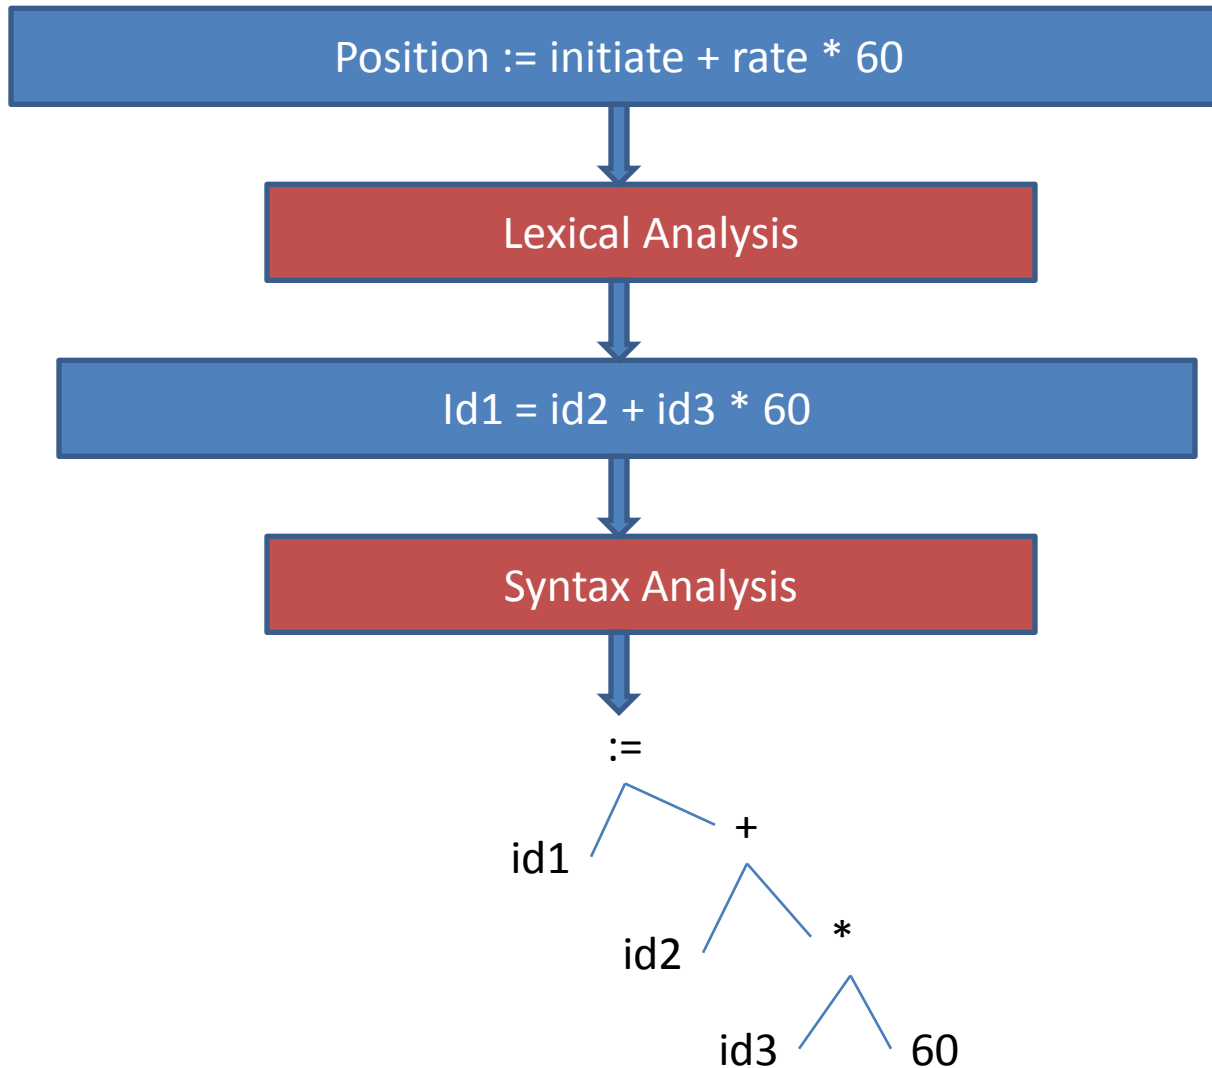 Position := initiate + rate * 60
Lexical Analysis
Id1 = id2 + id3 * 60
Syntax Analysis
:=
+
id1
*
id2
id3
60